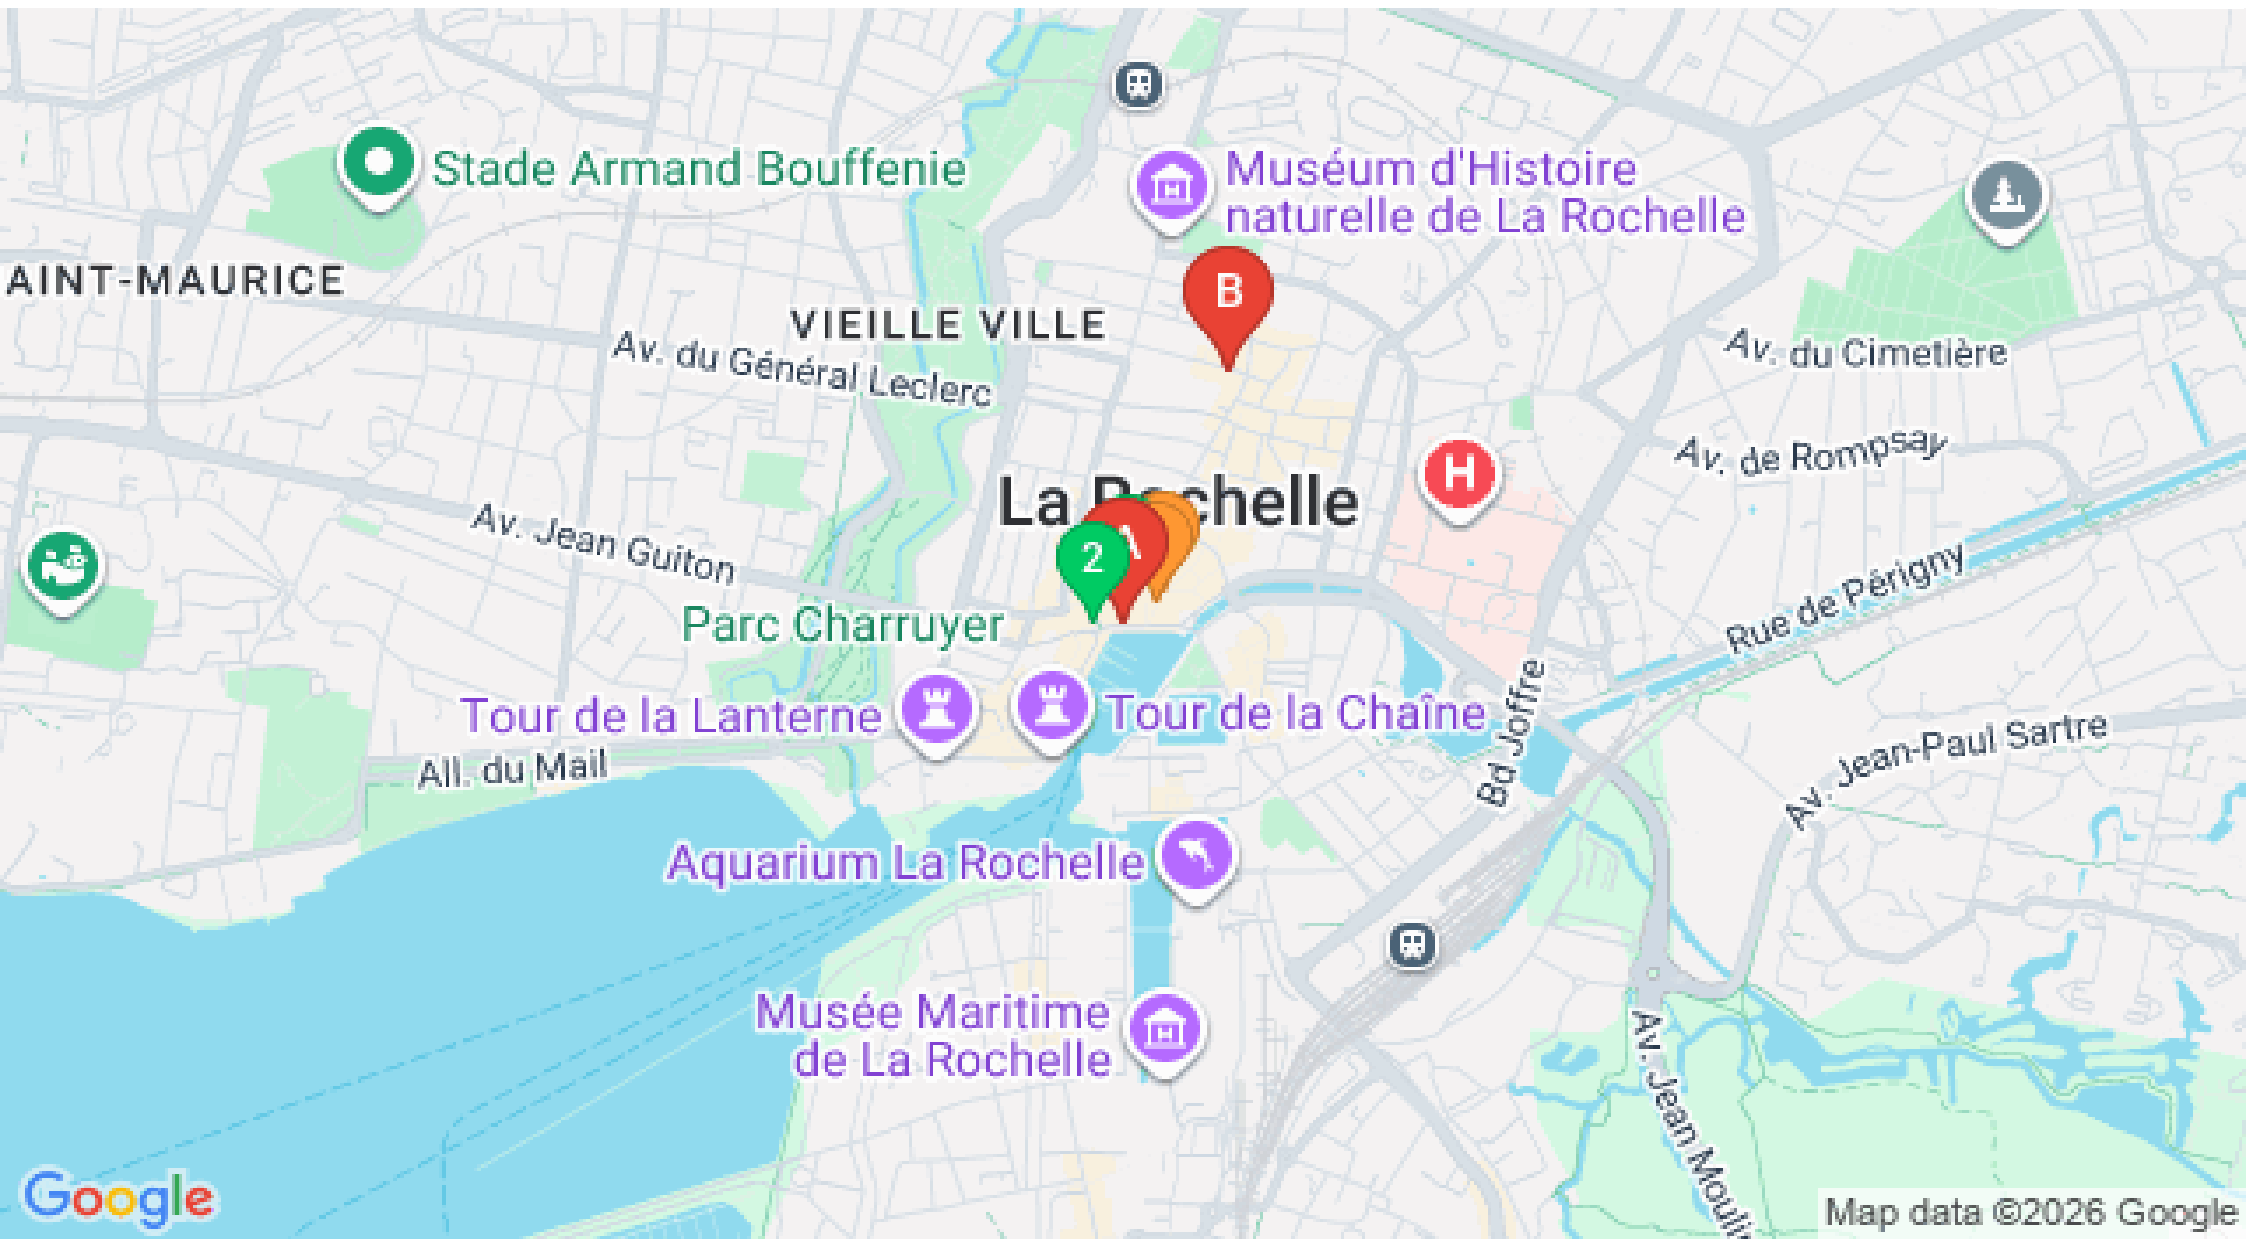 Stade Armand Bouffenie
Muséum d'Histoire
naturelle de La Rochelle
AINT-MAURICE
B
VIEILLE VILLE
Av. du Général Leclerc
Av. du Cimetière
Av. de Rompsay
H
La Rochelle
A
2
Av. Jean Guiton
Parc Charruyer
Rue de Périgny
Tour de la Lanterne
Tour de la Chaîne
Bd Joffre
Av. Jean-Paul Sartre
All. du Mail
Aquarium La Rochelle
Musée Maritime
de La Rochelle
Av. Jean Moulin
Google
Map data ©2026 Google